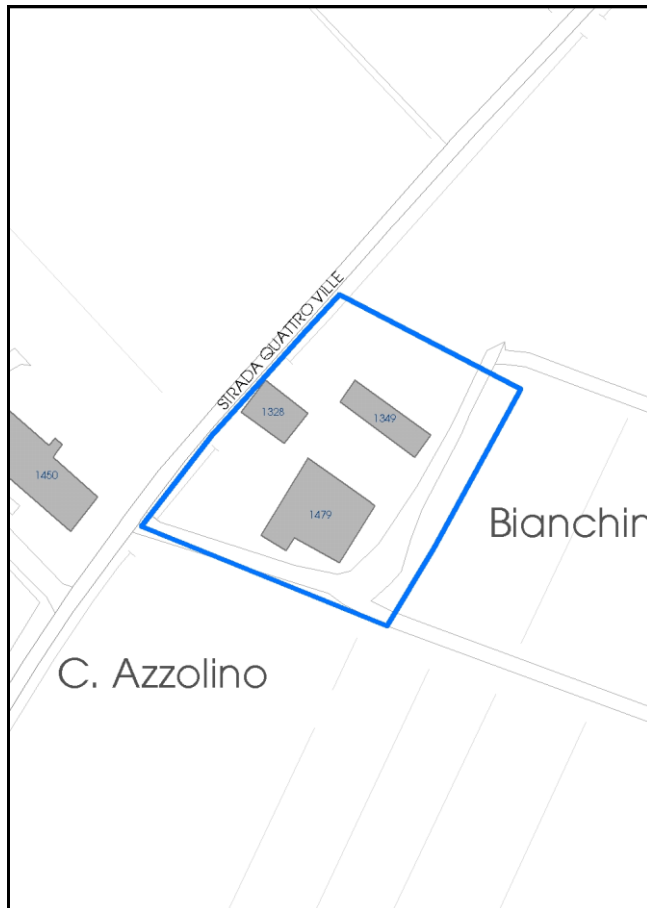 STRADA QUATTRO VILLE
1328
1349
1450
1479
Bianchin
C. Azzolino